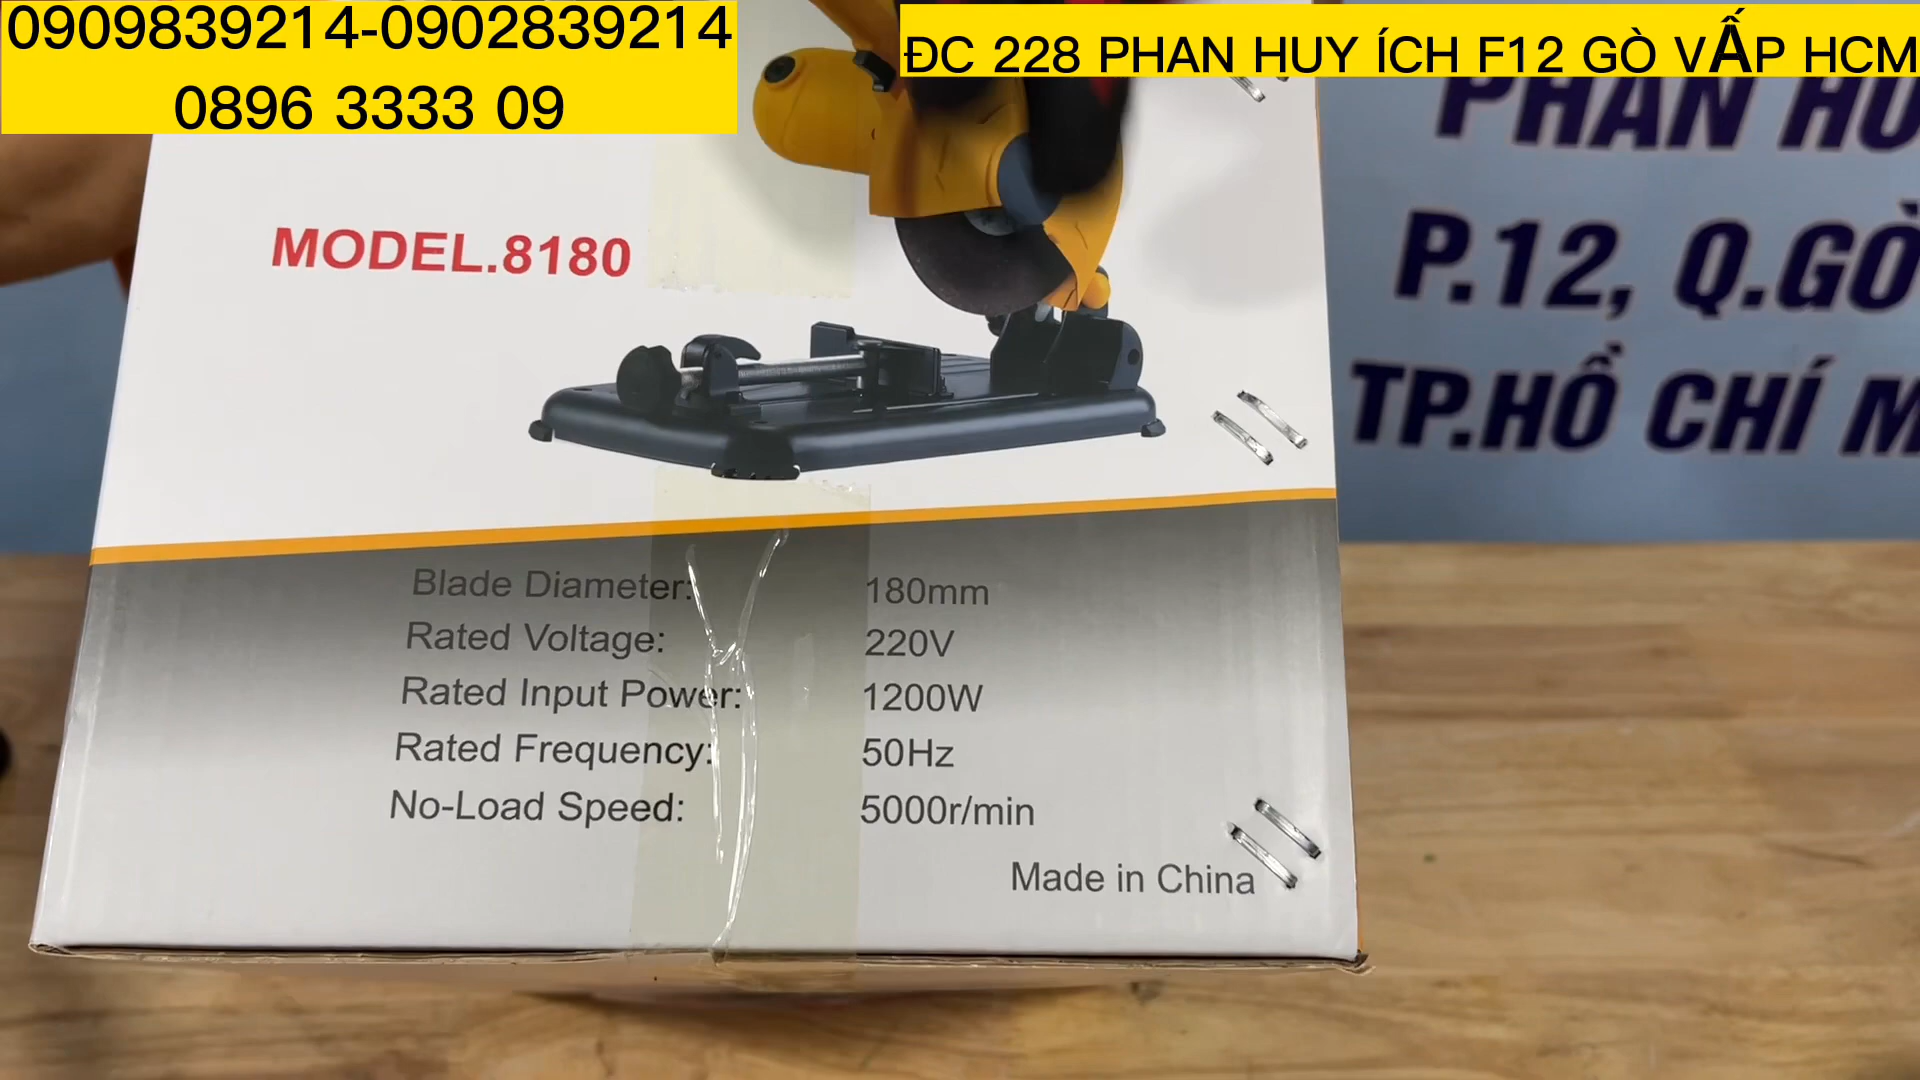 0909839214-0902839214
0896 3333 09
ĐC 228 PHAN HUY ÍCH F12 GÒ VẤP HCM
PHAN HU
P.12, Q.GÒ
TP.HỒ CHÍ M
MODEL.8180
Blade Diameter: 180mm
Rated Voltage: 220V
Rated Input Power: 1200W
Rated Frequency: 50Hz
No-Load Speed: 5000r/min
Made in China